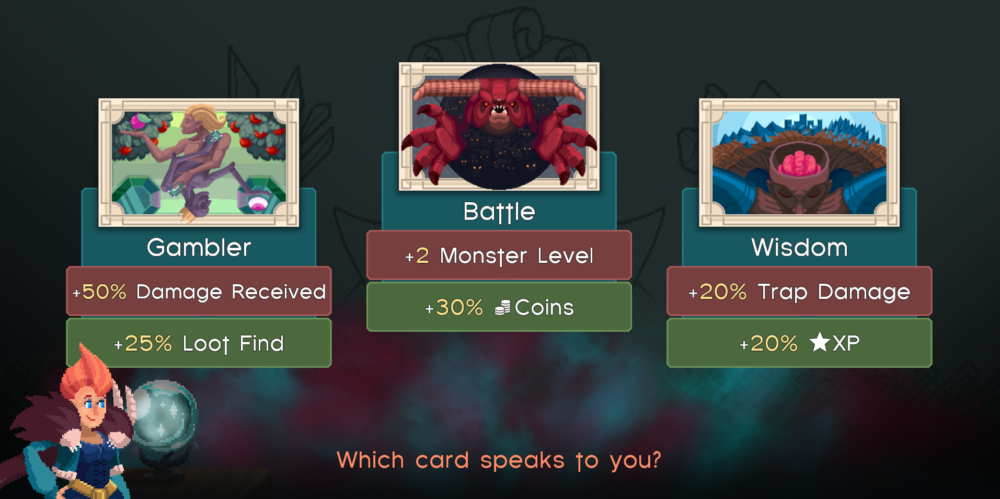 Gambler
+50% Damage Received
+25% Loot Find
Battle
+2 Monster Level
+30% Coins
Wisdom
+20% Trap Damage
+20% XP
Which card speaks to you?